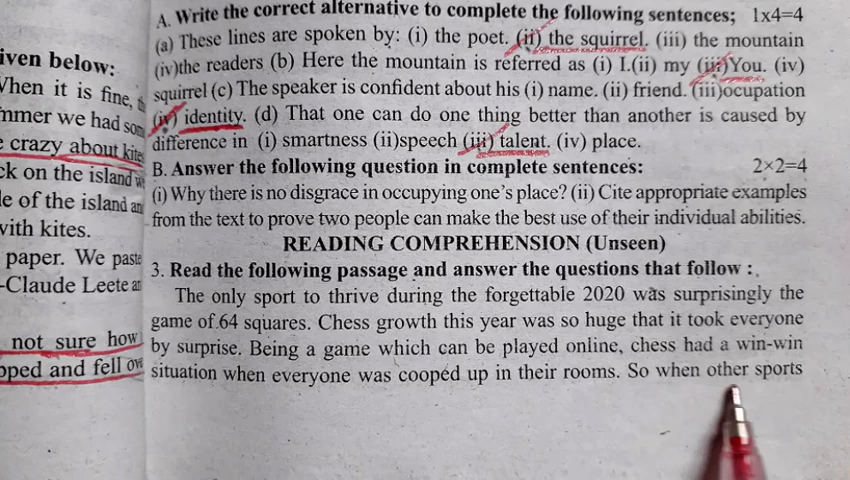 iven below:
When it is fine,
mmer we had som
e crazy about kite
ck on the island w
le of the island an
with kites.
paper. We paste
-Claude Leete an
not sure how
pped and fell ow
A. Write the correct alternative to complete the following sentences; 1x4=4
(a) These lines are spoken by: (i) the poet. (ii) the squirrel. (iii) the mountain
(iv)the readers (b) Here the mountain is referred as (i) I.(ii) my (iii)You. (iv)
squirrel (c) The speaker is confident about his (i) name. (ii) friend. (iii)ocupation
(iv) identity. (d) That one can do one thing better than another is caused by
difference in (i) smartness (ii)speech (iii) talent. (iv) place.
B. Answer the following question in complete sentences: 2×2=4
(i) Why there is no disgrace in occupying one's place? (ii) Cite appropriate examples
from the text to prove two people can make the best use of their individual abilities.
READING COMPREHENSION (Unseen)
3. Read the following passage and answer the questions that follow :
The only sport to thrive during the forgettable 2020 was surprisingly the
game of 64 squares. Chess growth this year was so huge that it took everyone
by surprise. Being a game which can be played online, chess had a win-win
situation when everyone was cooped up in their rooms. So when other sports